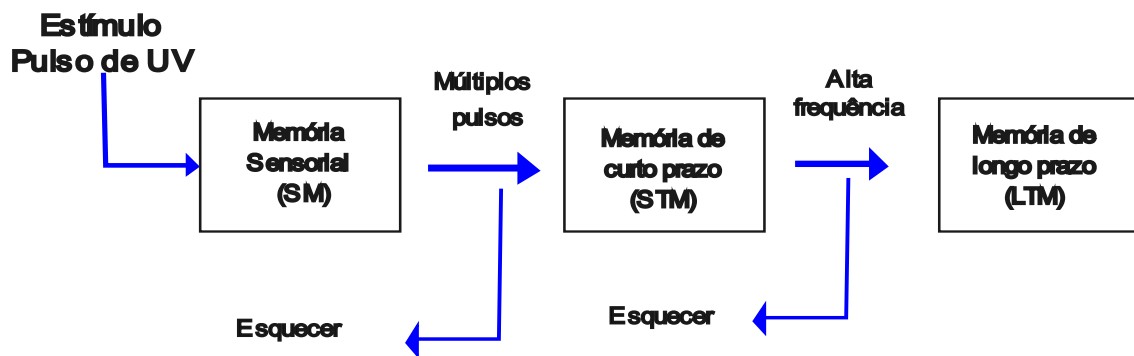 Estímulo
Pulso de UV
Memória
Sensorial
(SM)
Múltiplos
pulsos
Memória de
curto prazo
(STM)
Alta
frequência
Memória de
longo prazo
(LTM)
Esquecer
Esquecer